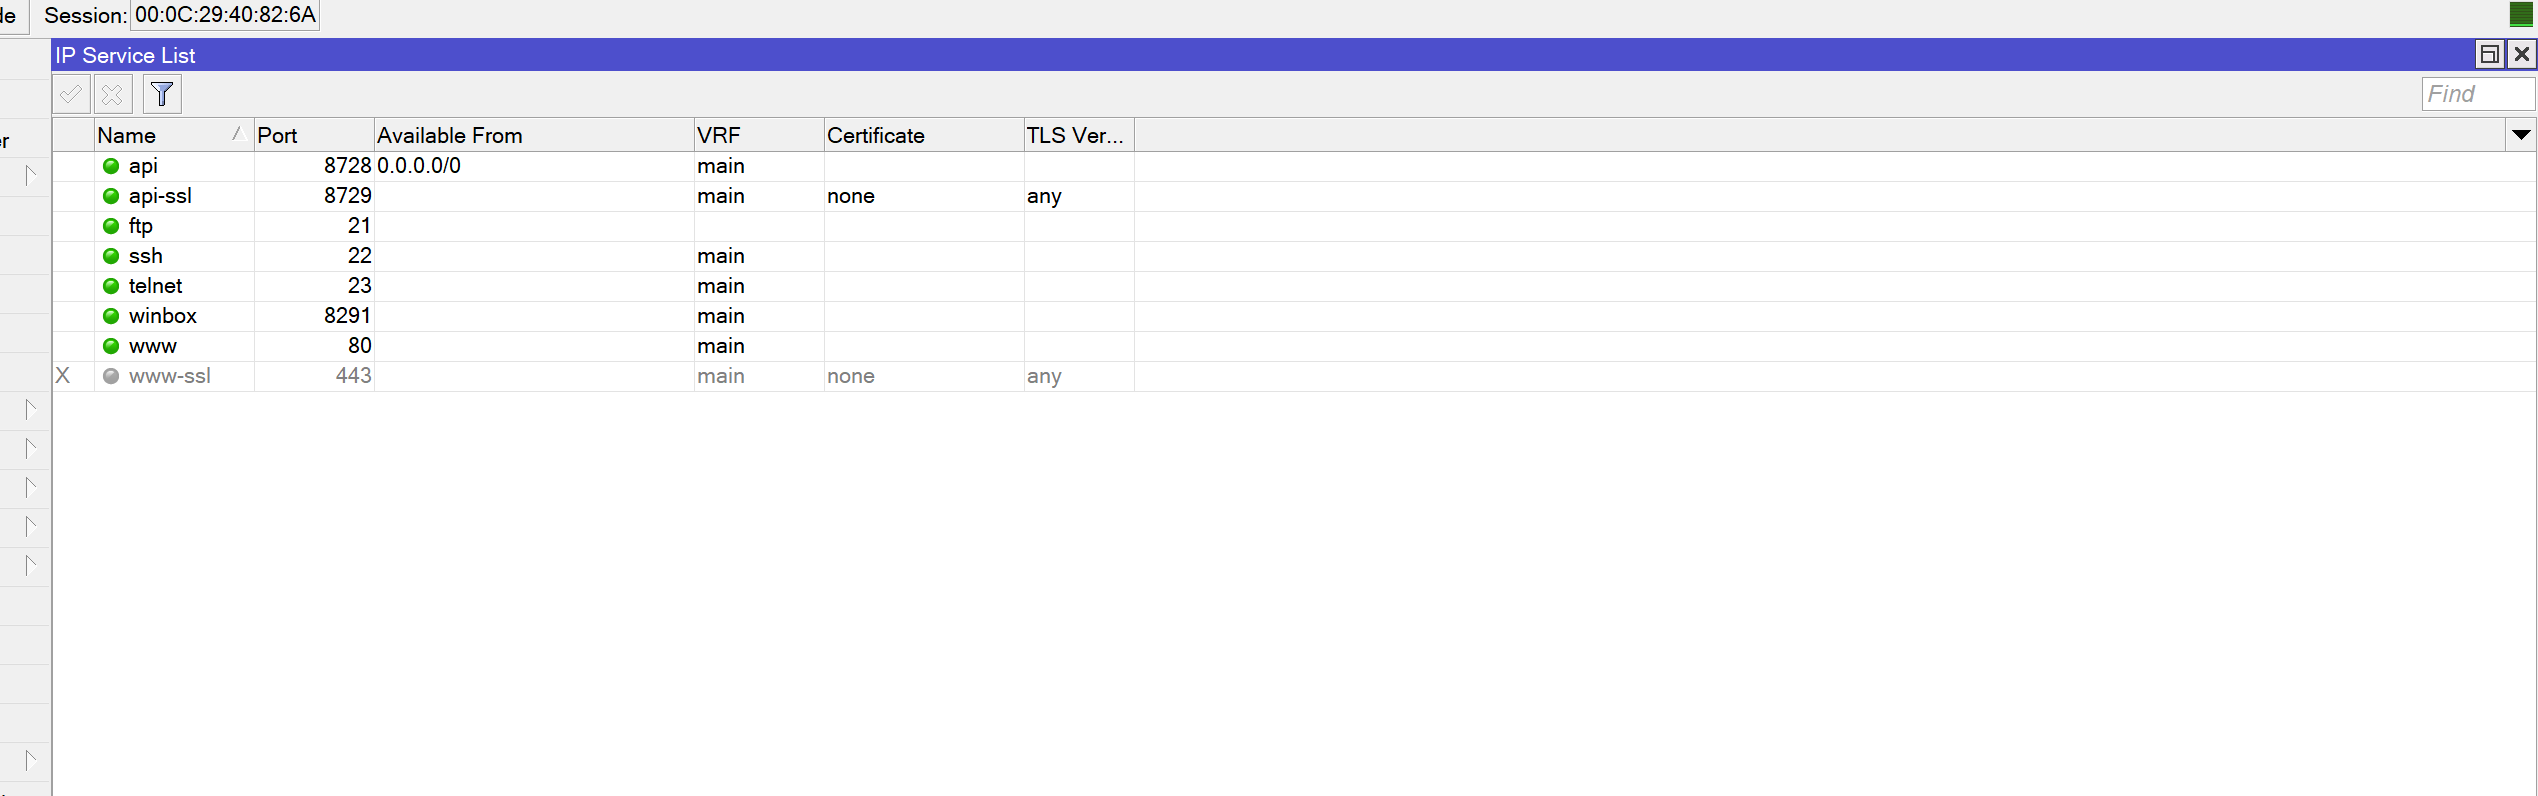 de Session: 00:0C:29:40:82:6A
IP Service List
Find
Name Port Available From VRF Certificate TLS Ver...
er
api 8728 0.0.0.0/0 main
api-ssl 8729 main none any
ftp 21
ssh 22 main
telnet 23 main
winbox 8291 main
www 80 main
X www-ssl 443 main none any